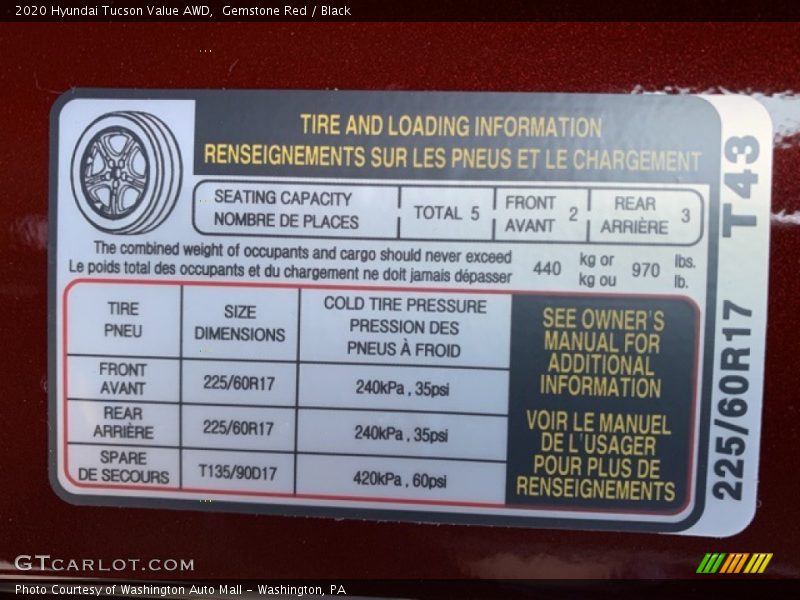 2020 Hyundai Tucson Value AWD,  Gemstone Red / Black
TIRE AND LOADING INFORMATION
RENSEIGNEMENTS SUR LES PNEUS ET LE CHARGEMENT
SEATING CAPACITY
NOMBRE DE PLACES
TOTAL 5
FRONT
AVANT
2
REAR
ARRIÈRE
3
The combined weight of occupants and cargo should never exceed
Le poids total des occupants et du chargement ne doit jamais dépasser
440
kg or
kg ou
970
lbs.
lb.
TIRE
PNEU
SIZE
DIMENSIONS
COLD TIRE PRESSURE
PRESSION DES
PNEUS À FROID
FRONT
AVANT
225/60R17
240kPa , 35psi
REAR
ARRIÈRE
225/60R17
240kPa , 35psi
SPARE
DE SECOURS
T135/90D17
420kPa , 60psi
SEE OWNER'S
MANUAL FOR
ADDITIONAL
INFORMATION
VOIR LE MANUEL
DE L'USAGER
POUR PLUS DE
RENSEIGNEMENTS
225/60R17 T43
GTCARLOT.COM
Photo Courtesy of Washington Auto Mall - Washington, PA